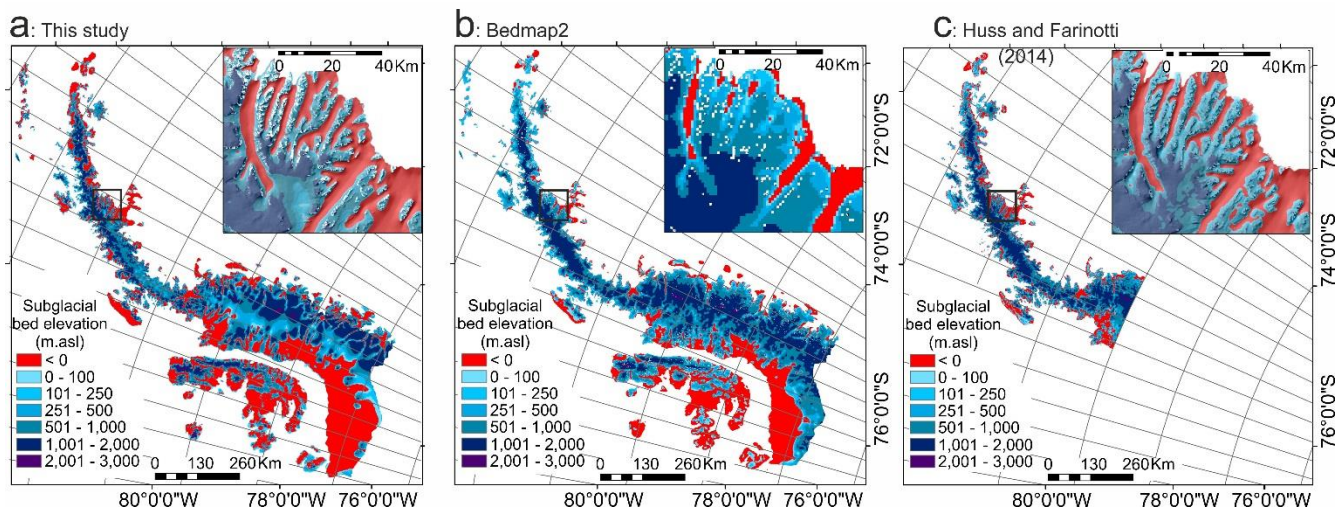 a: This study
0 20 40 Km
Subglacial
bed elevation
(m.asl)
< 0
0 - 100
101 - 250
251 - 500
501 - 1,000
1,001 - 2,000
2,001 - 3,000
0 130 260Km
80°0'0"W 78°0'0"W 76°0'0"W
b: Bedmap2
0 20 40 Km
72°0'0"S
74°0'0"S
76°0'0"S
Subglacial
bed elevation
(m.asl)
< 0
0 - 100
101 - 250
251 - 500
501 - 1,000
1,001 - 2,000
2,001 - 3,000
0 130 260Km
80°0'0"W 78°0'0"W 76°0'0"W
c: Huss and Farinotti
(2014)
0 20 40 Km
72°0'0"S
74°0'0"S
76°0'0"S
Subglacial
bed elevation
(m.asl)
< 0
0 - 100
101 - 250
251 - 500
501 - 1,000
1,001 - 2,000
2,001 - 3,000
0 130 260Km
80°0'0"W 78°0'0"W 76°0'0"W